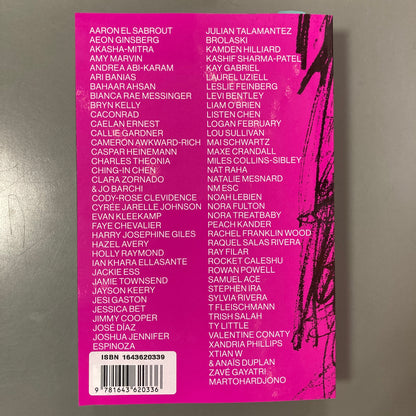 AARON EL SABROUT
AEON GINSBERG
AKASHA-MITRA
AMY MARVIN
ANDREA ABI-KARAM
ARI BANIAS
BAHAAR AHSAN
BIANCA RAE MESSINGER
BRYN KELLY
CACONRAD
CAELAN ERNEST
CALLIE GARDNER
CAMERON AWKWARD-RICH
CASPAR HEINEMANN
CHARLES THEONIA
CHING-IN CHEN
CLARA ZORNADO
& JO BARCHI
CODY-ROSE CLEVIDENCE
CYRÉE JARELLE JOHNSON
EVAN KLEEKAMP
FAYE CHEVALIER
HARRY JOSEPHINE GILES
HAZEL AVERY
HOLLY RAYMOND
IAN KHARA ELLASANTE
JACKIE ESS
JAMIE TOWNSEND
JAYSON KEERY
JESI GASTON
JESSICA BET
JIMMY COOPER
JOSÉ DÍAZ
JOSHUA JENNIFER
ESPINOZA
JULIAN TALAMANTEZ
BROLASKI
KAMDEN HILLIARD
KASHIF SHARMA-PATEL
KAY GABRIEL
LAUREL UZIELL
LESLIE FEINBERG
LEVI BENTLEY
LIAM O'BRIEN
LISTEN CHEN
LOGAN FEBRUARY
LOU SULLIVAN
MAI SCHWARTZ
MAXE CRANDALL
MILES COLLINS-SIBLEY
NAT RAHA
NATALIE MESNARD
NM ESC
NOAH LEBIEN
NORA FULTON
NORA TREATBABY
PEACH KANDER
RACHEL FRANKLIN WOOD
RAQUEL SALAS RIVERA
RAY FILAR
ROCKET CALESHU
ROWAN POWELL
SAMUEL ACE
STEPHEN IRA
SYLVIA RIVERA
T FLEISCHMANN
TRISH SALAH
TY LITTLE
VALENTINE CONATY
XANDRIA PHILLIPS
XTIAN W
& ANAÏS DUPLAN
ZAVÉ GAYATRI
MARTOHARDJONO
ISBN 1643620339
9 781643 620336